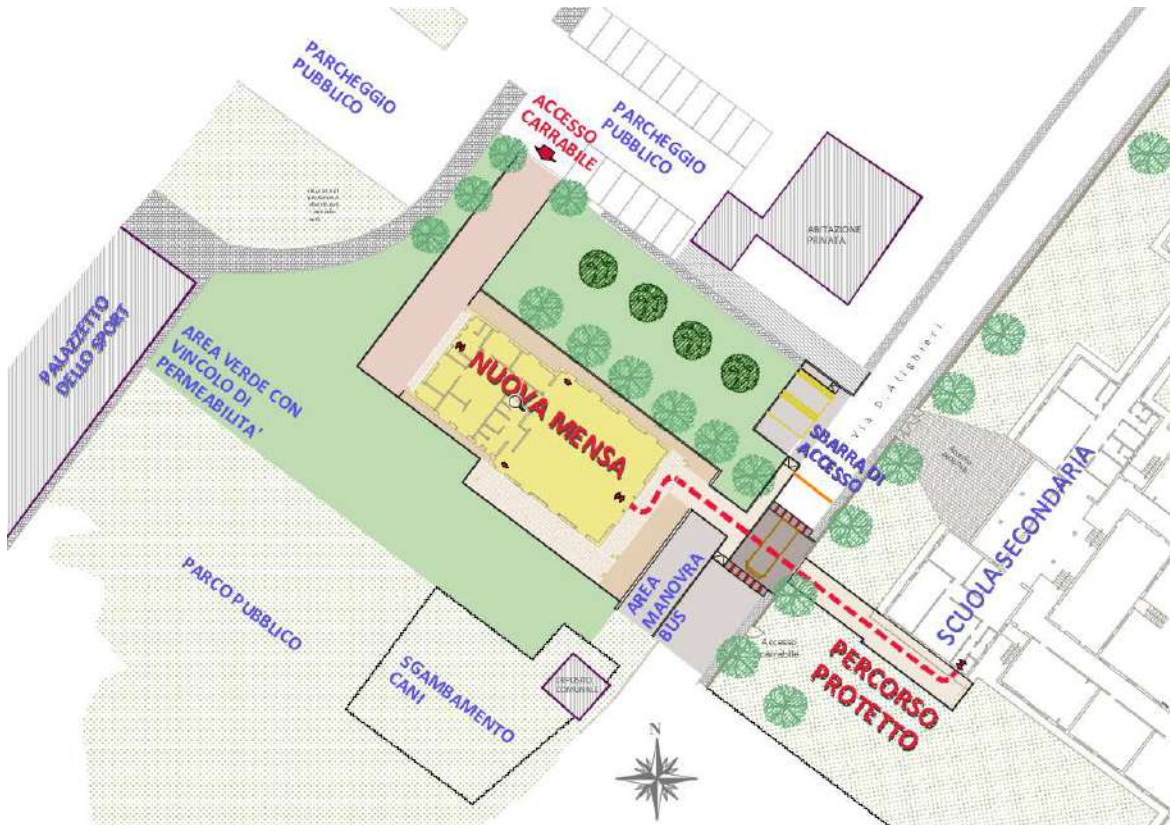 PARCHEGGIO
PUBBLICO
ACCESSO
CARRABILE
PARCHEGGIO
PUBBLICO
ABITAZIONE
PRIVATA
PALAZZETTO
DELLO SPORT
AREA VERDE CON
VINCOLO DI
PERMEABILITA'
NUOVA MENSA
Via D. Alighieri
SBARRA DI
ACCESSO
SCUOLA SECONDARIA
PARCO PUBBLICO
AREA
MANOVRA
BUS
Accesso
carrabile
PERCORSO
PROTETTO
SGAMBAMENTO
CANI
DEPOSITO
COMUNALE
N